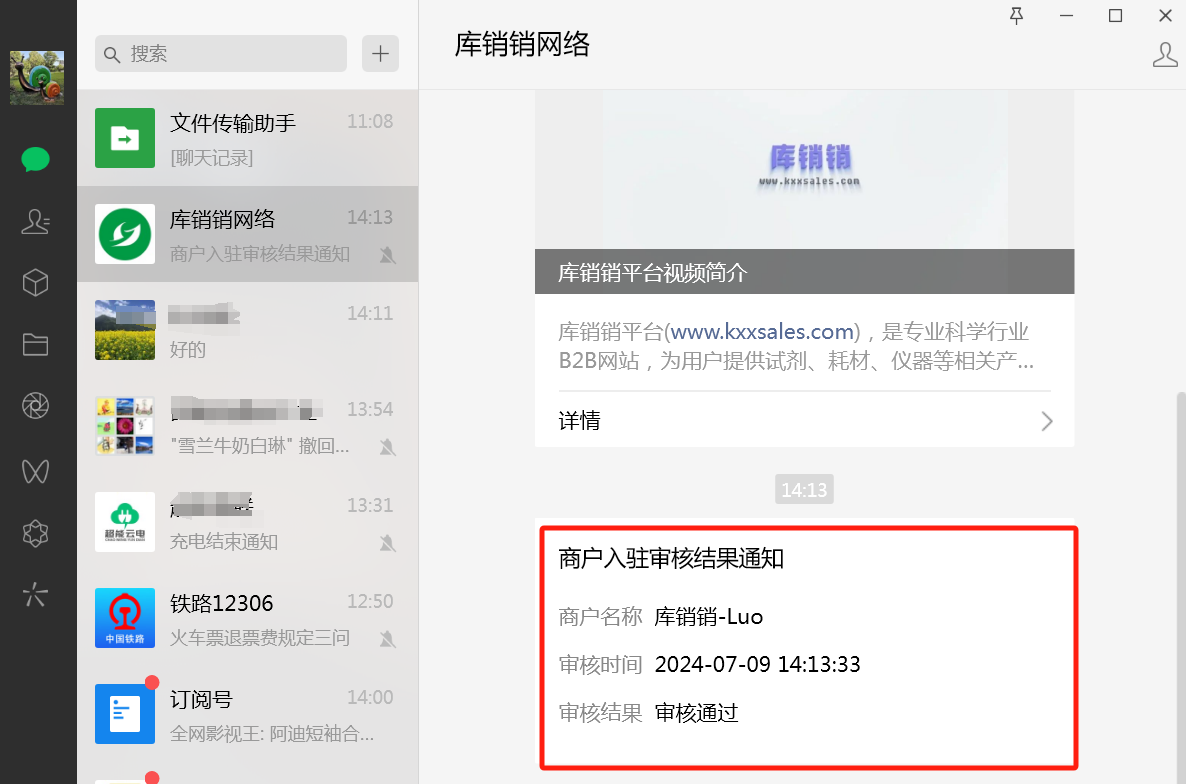 搜索
文件传输助手 11:08
[聊天记录]
库销销网络 14:13
商户入驻审核结果通知
14:11
好的
13:54
"雪兰牛奶白琳" 撤回...
超能云电
群 13:31
充电结束通知
中国铁路
铁路12306 12:50
火车票退票费规定三问
订阅号 14:00
全网影视王: 阿迪短袖合...
库销销网络
库销销
www.kxxsales.com
库销销平台视频简介
库销销平台(www.kxxsales.com)，是专业科学行业
B2B网站，为用户提供试剂、耗材、仪器等相关产...
详情
14:13
商户入驻审核结果通知
商户名称 库销销-Luo
审核时间 2024-07-09 14:13:33
审核结果 审核通过